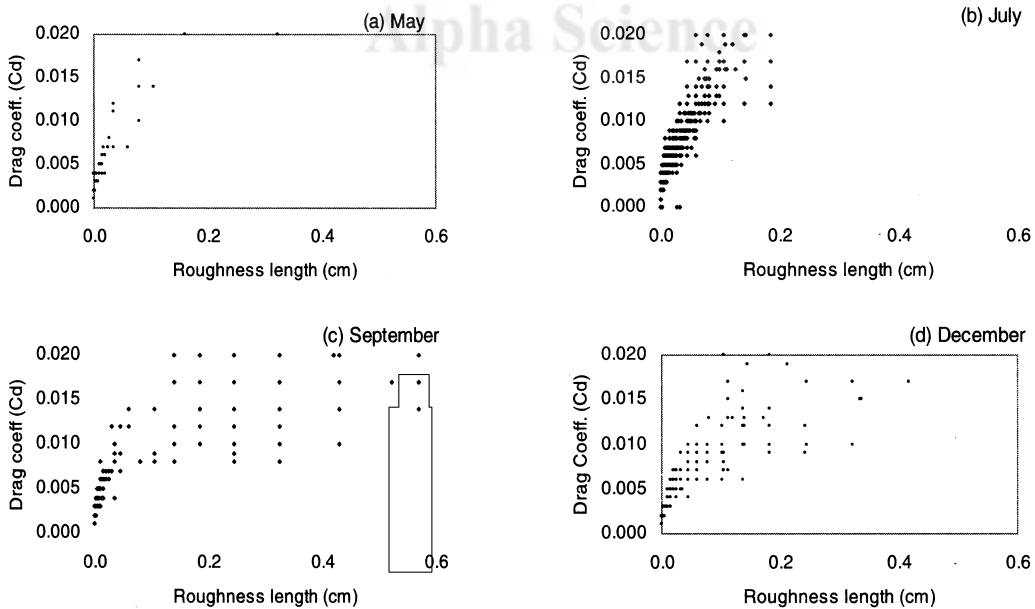 Alpha Science
(a) May
Drag coeff. (Cd)
0.020
0.015
0.010
0.005
0.000
0.0 0.2 0.4 0.6
Roughness length (cm)
(b) July
Drag coeff. (Cd)
0.020
0.015
0.010
0.005
0.000
0.0 0.2 0.4 0.6
Roughness length (cm)
(c) September
Drag coeff (Cd)
0.020
0.015
0.010
0.005
0.000
0.0 0.2 0.4 0.6
Roughness length (cm)
(d) December
Drag Coeff. (Cd)
0.020
0.015
0.010
0.005
0.000
0.0 0.2 0.4 0.6
Roughness length (cm)